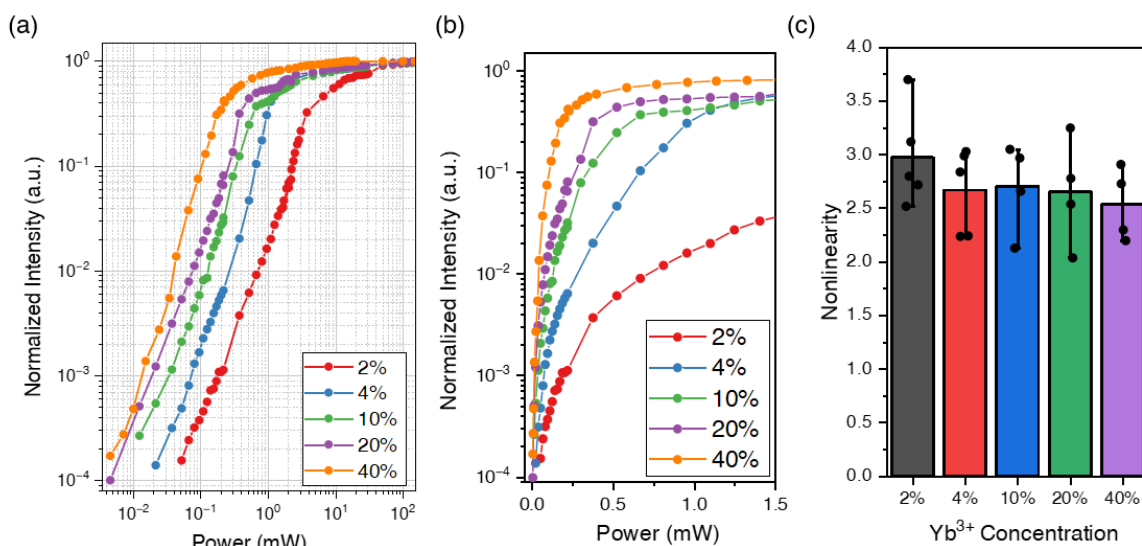 (a)
Normalized Intensity (a.u.)
10⁰
10⁻¹
10⁻²
10⁻³
10⁻⁴
2%
4%
10%
20%
40%
10⁻² 10⁻¹ 10⁰ 10¹ 10²
Power (mW)
(b)
Normalized Intensity (a.u.)
10⁰
10⁻¹
10⁻²
10⁻³
10⁻⁴
2%
4%
10%
20%
40%
0.0 0.5 1.0 1.5
Power (mW)
(c)
Nonlinearity
4.0
3.5
3.0
2.5
2.0
1.5
1.0
0.5
0.0
2% 4% 10% 20% 40%
Yb³⁺ Concentration